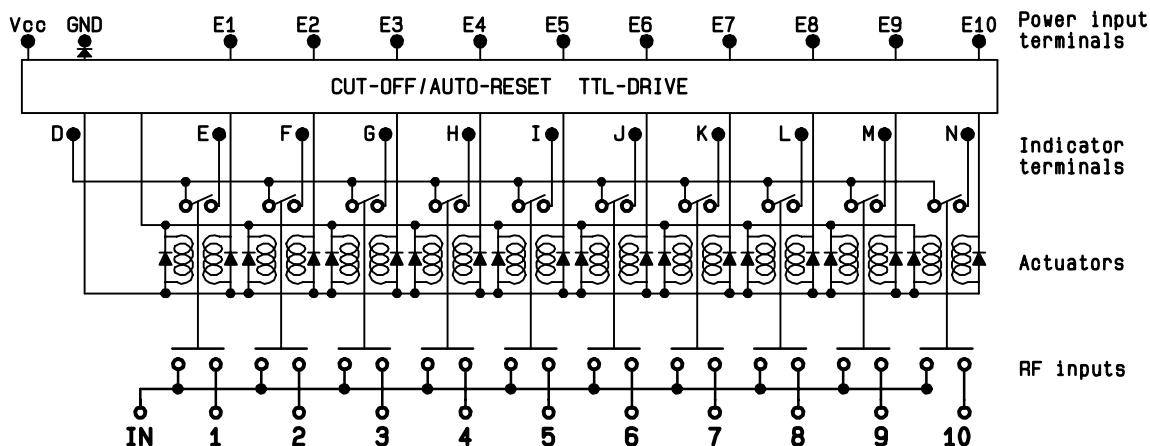 Vcc GND E1 E2 E3 E4 E5 E6 E7 E8 E9 E10 Power input
terminals
CUT-OFF/AUTO-RESET TTL-DRIVE
D E F G H I J K L M N Indicator
terminals
Actuators
RF inputs
IN 1 2 3 4 5 6 7 8 9 10